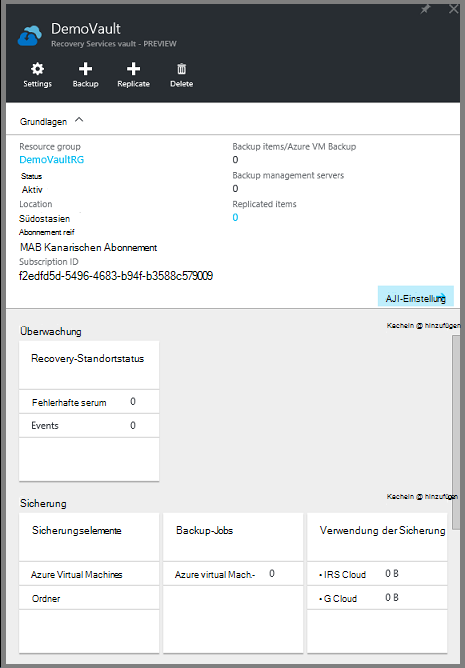 DemoVault
Recovery Services vault - PREVIEW
Settings Backup Replicate Delete
Grundlagen
Resource group
DemoVaultRG
Status
Aktiv
Location
Südostasien
Abonnement reif
MAB Kanarischen Abonnement
Subscription ID
f2edfd5d-5496-4683-b94f-b3588c579009
Backup items/Azure VM Backup
0
Backup management servers
0
Replicated items
0
AJI-Einstellung
Kacheln @ hinzufügen
Überwachung
Recovery-Standortstatus
Fehlerhafte serum 0
Events 0
Kacheln @ hinzufügen
Sicherung
Sicherungselemente
Azure Virtual Machines
Ordner
Backup-Jobs
Azure virtual Mach.- 0
Verwendung der Sicherung
• IRS Cloud 0 B
• G Cloud 0 B